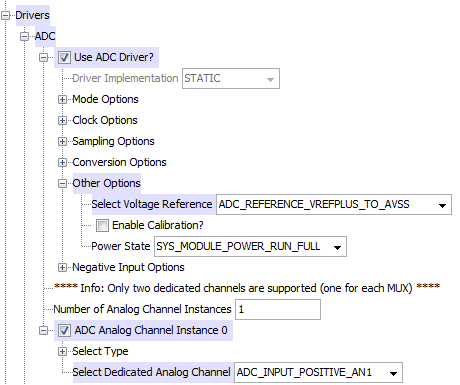 Drivers
ADC
Use ADC Driver?
Driver Implementation STATIC
Mode Options
Clock Options
Sampling Options
Conversion Options
Other Options
Select Voltage Reference ADC_REFERENCE_VREFPLUS_TO_AVSS
Enable Calibration?
Power State SYS_MODULE_POWER_RUN_FULL
Negative Input Options
**** Info: Only two dedicated channels are supported (one for each MUX) ****
Number of Analog Channel Instances 1
ADC Analog Channel Instance 0
Select Type
Select Dedicated Analog Channel ADC_INPUT_POSITIVE_AN1